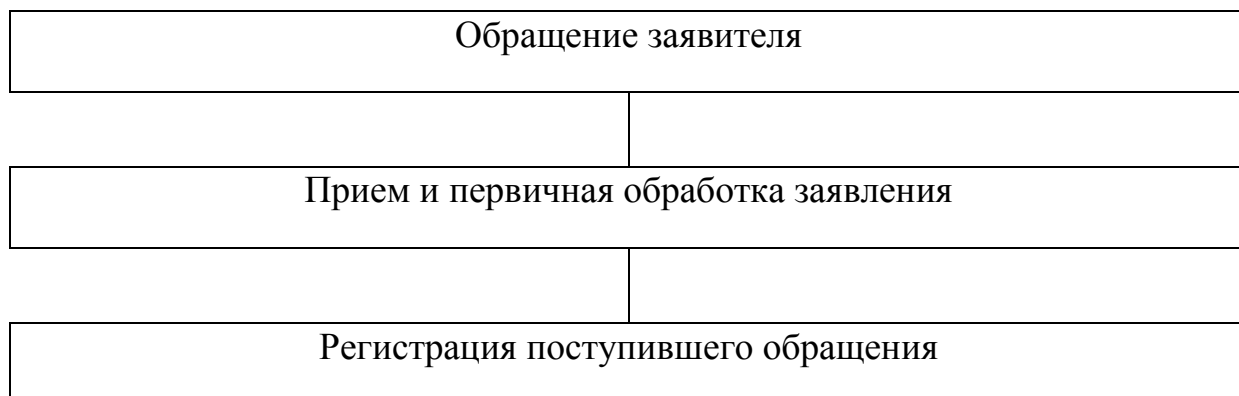 Обращение заявителя
Прием и первичная обработка заявления
Регистрация поступившего обращения